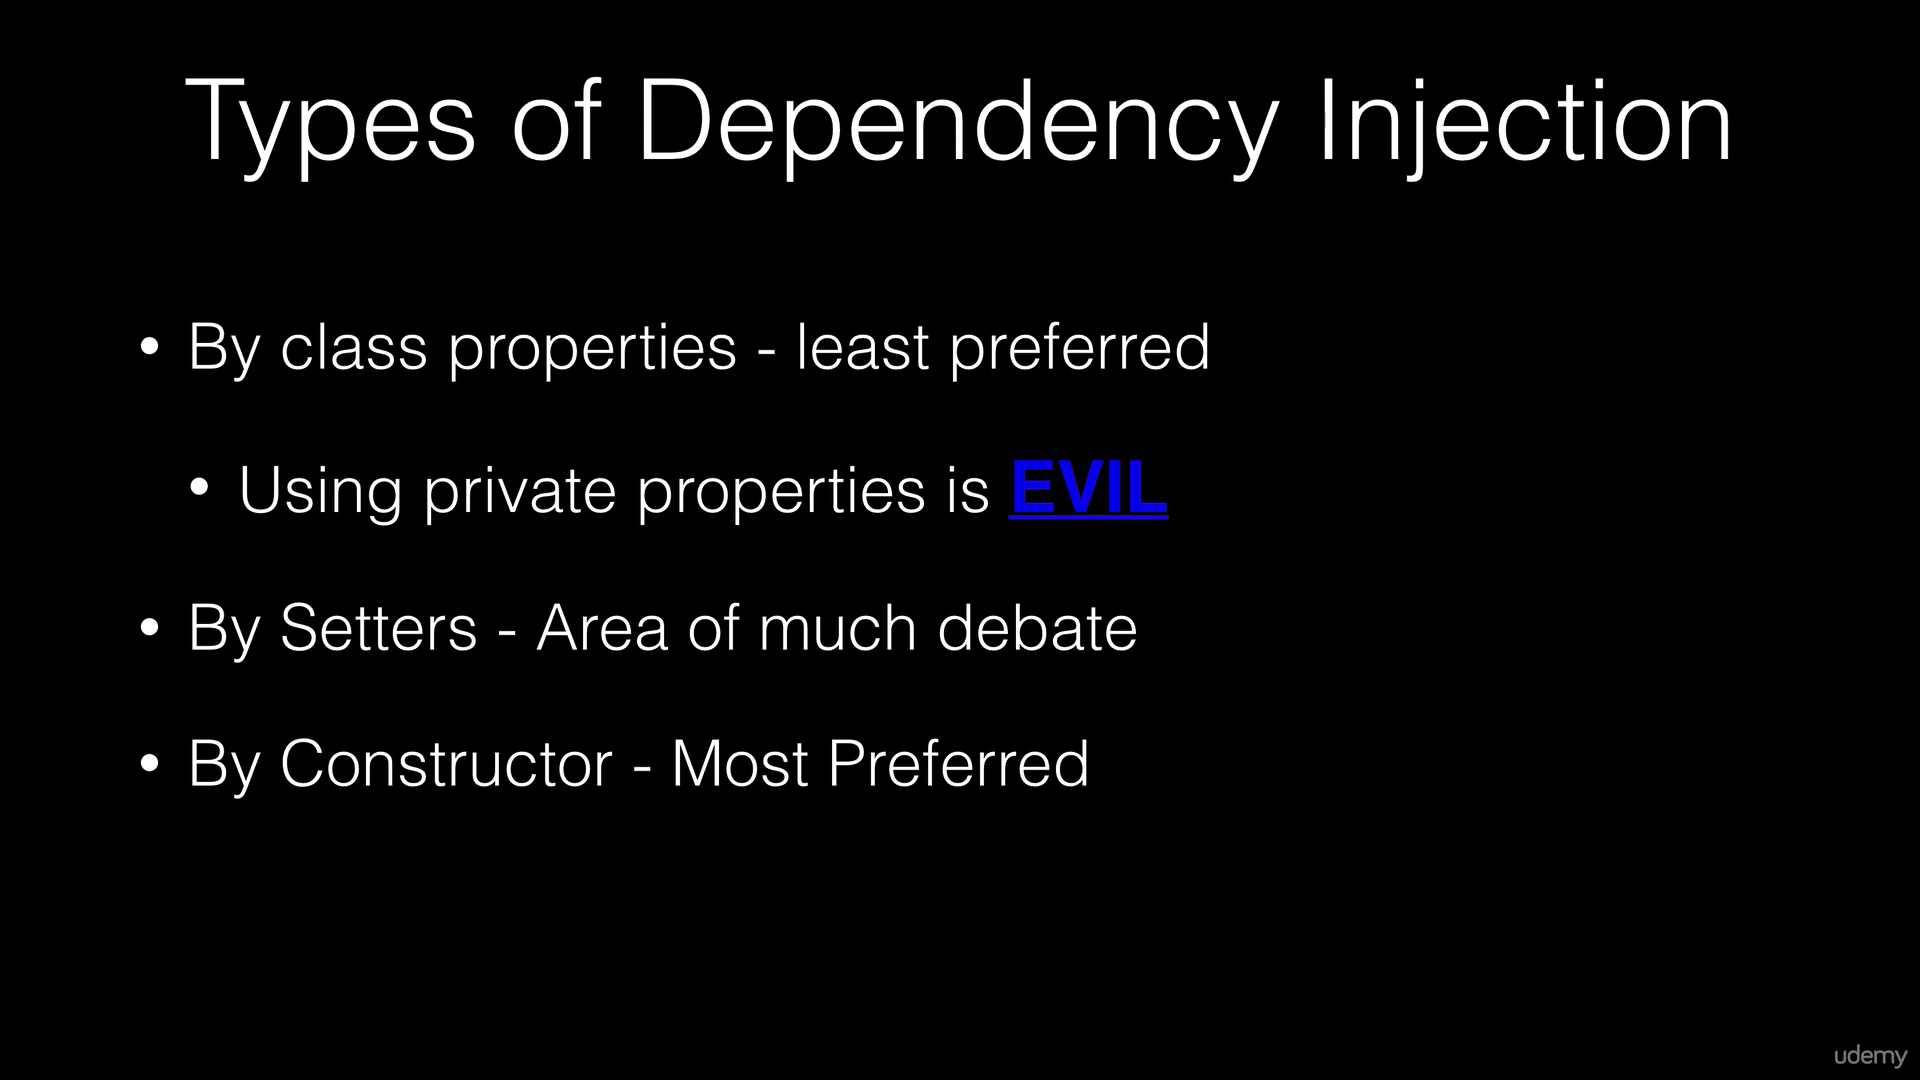 Types of Dependency Injection
• By class properties - least preferred
• Using private properties is EVIL
• By Setters - Area of much debate
• By Constructor - Most Preferred
udemy